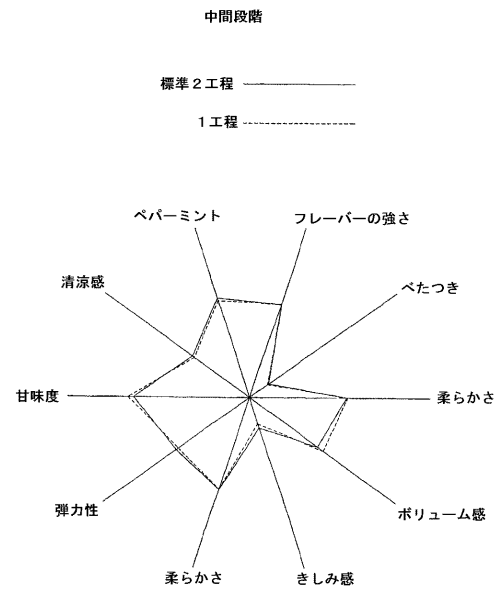 中間段階
標準２工程
１工程
ペパーミント
フレーバーの強さ
清涼感
べたつき
甘味度
柔らかさ
弾力性
ボリューム感
柔らかさ
きしみ感